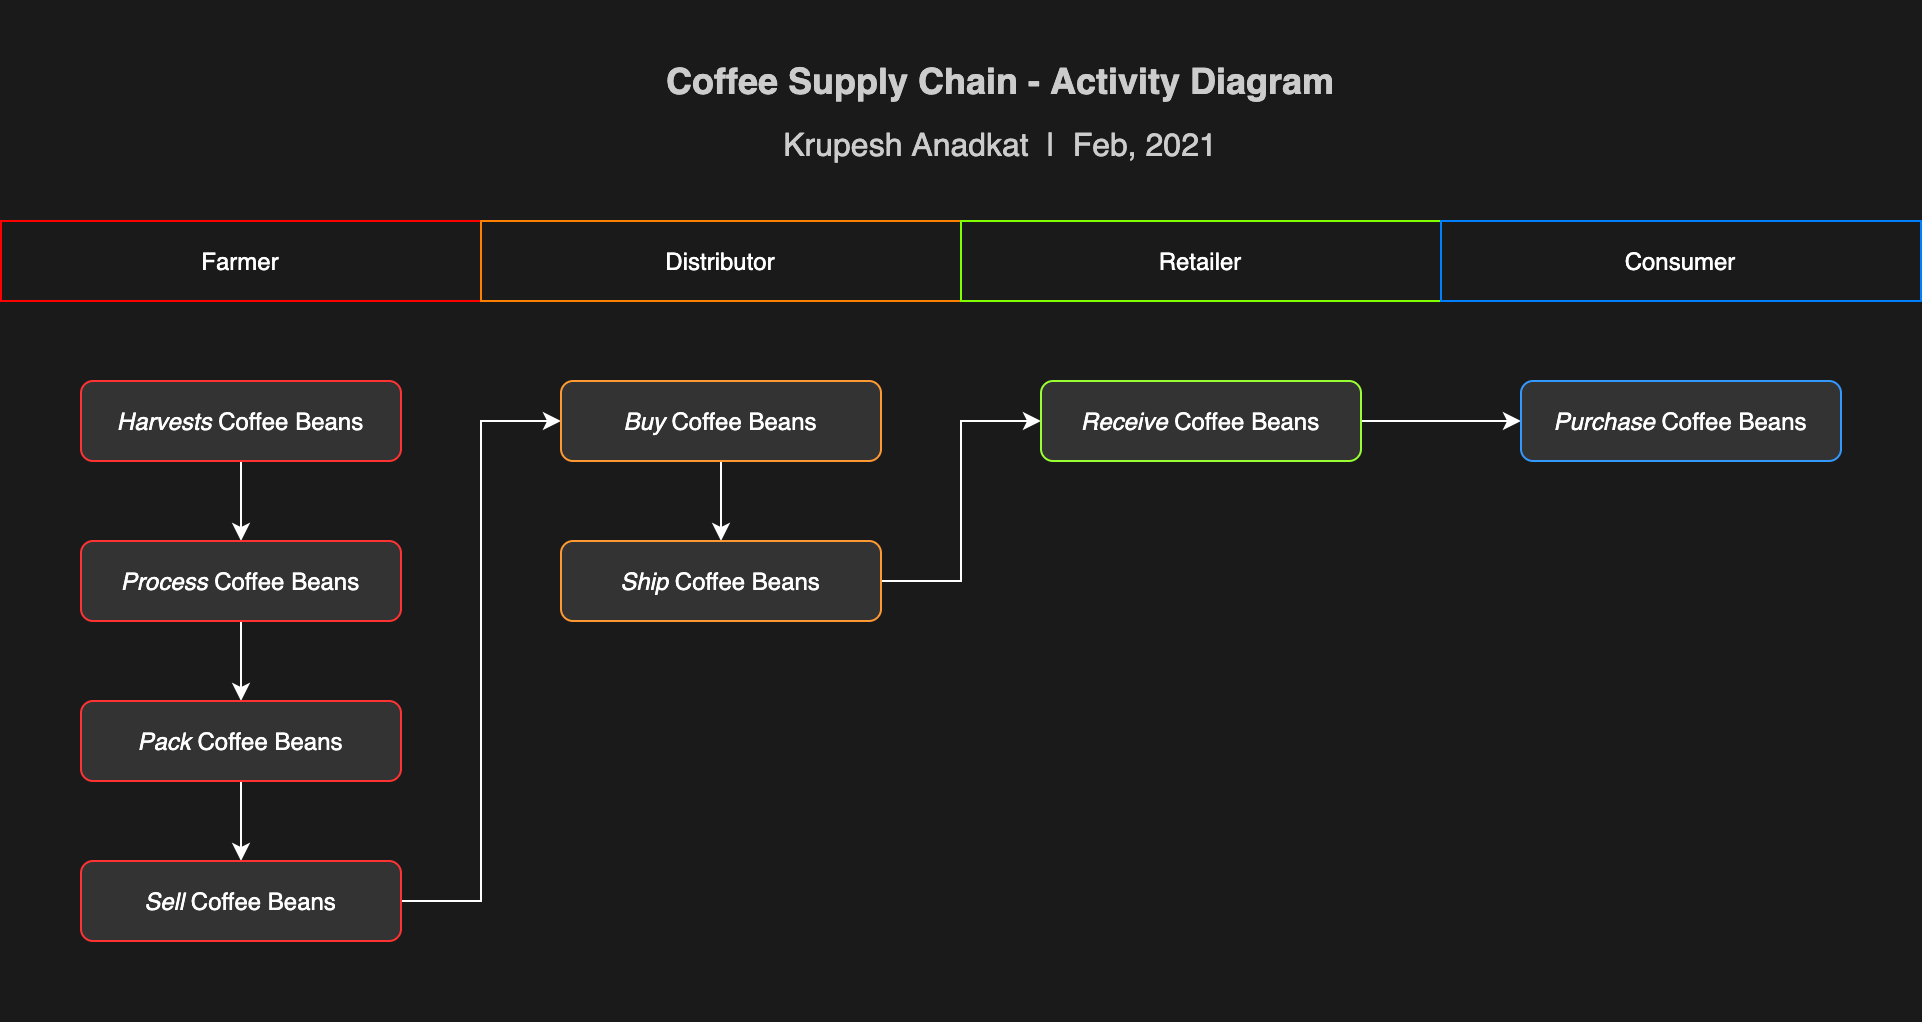 Coffee Supply Chain - Activity Diagram
Krupesh Anadkat | Feb, 2021
Farmer
Distributor
Retailer
Consumer
Harvests Coffee Beans
Process Coffee Beans
Pack Coffee Beans
Sell Coffee Beans
Buy Coffee Beans
Ship Coffee Beans
Receive Coffee Beans
Purchase Coffee Beans